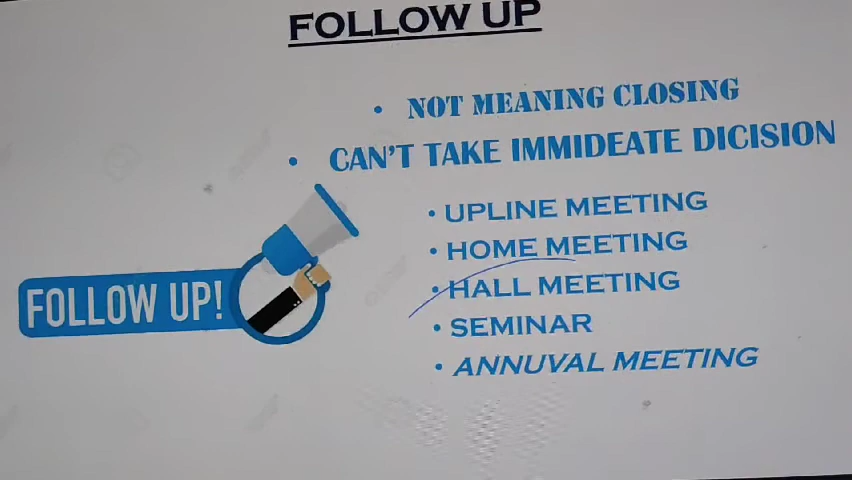 FOLLOW UP
• NOT MEANING CLOSING
• CAN'T TAKE IMMIDEATE DICISION
• UPLINE MEETING
• HOME MEETING
• HALL MEETING
• SEMINAR
• ANNUVAL MEETING
FOLLOW UP!